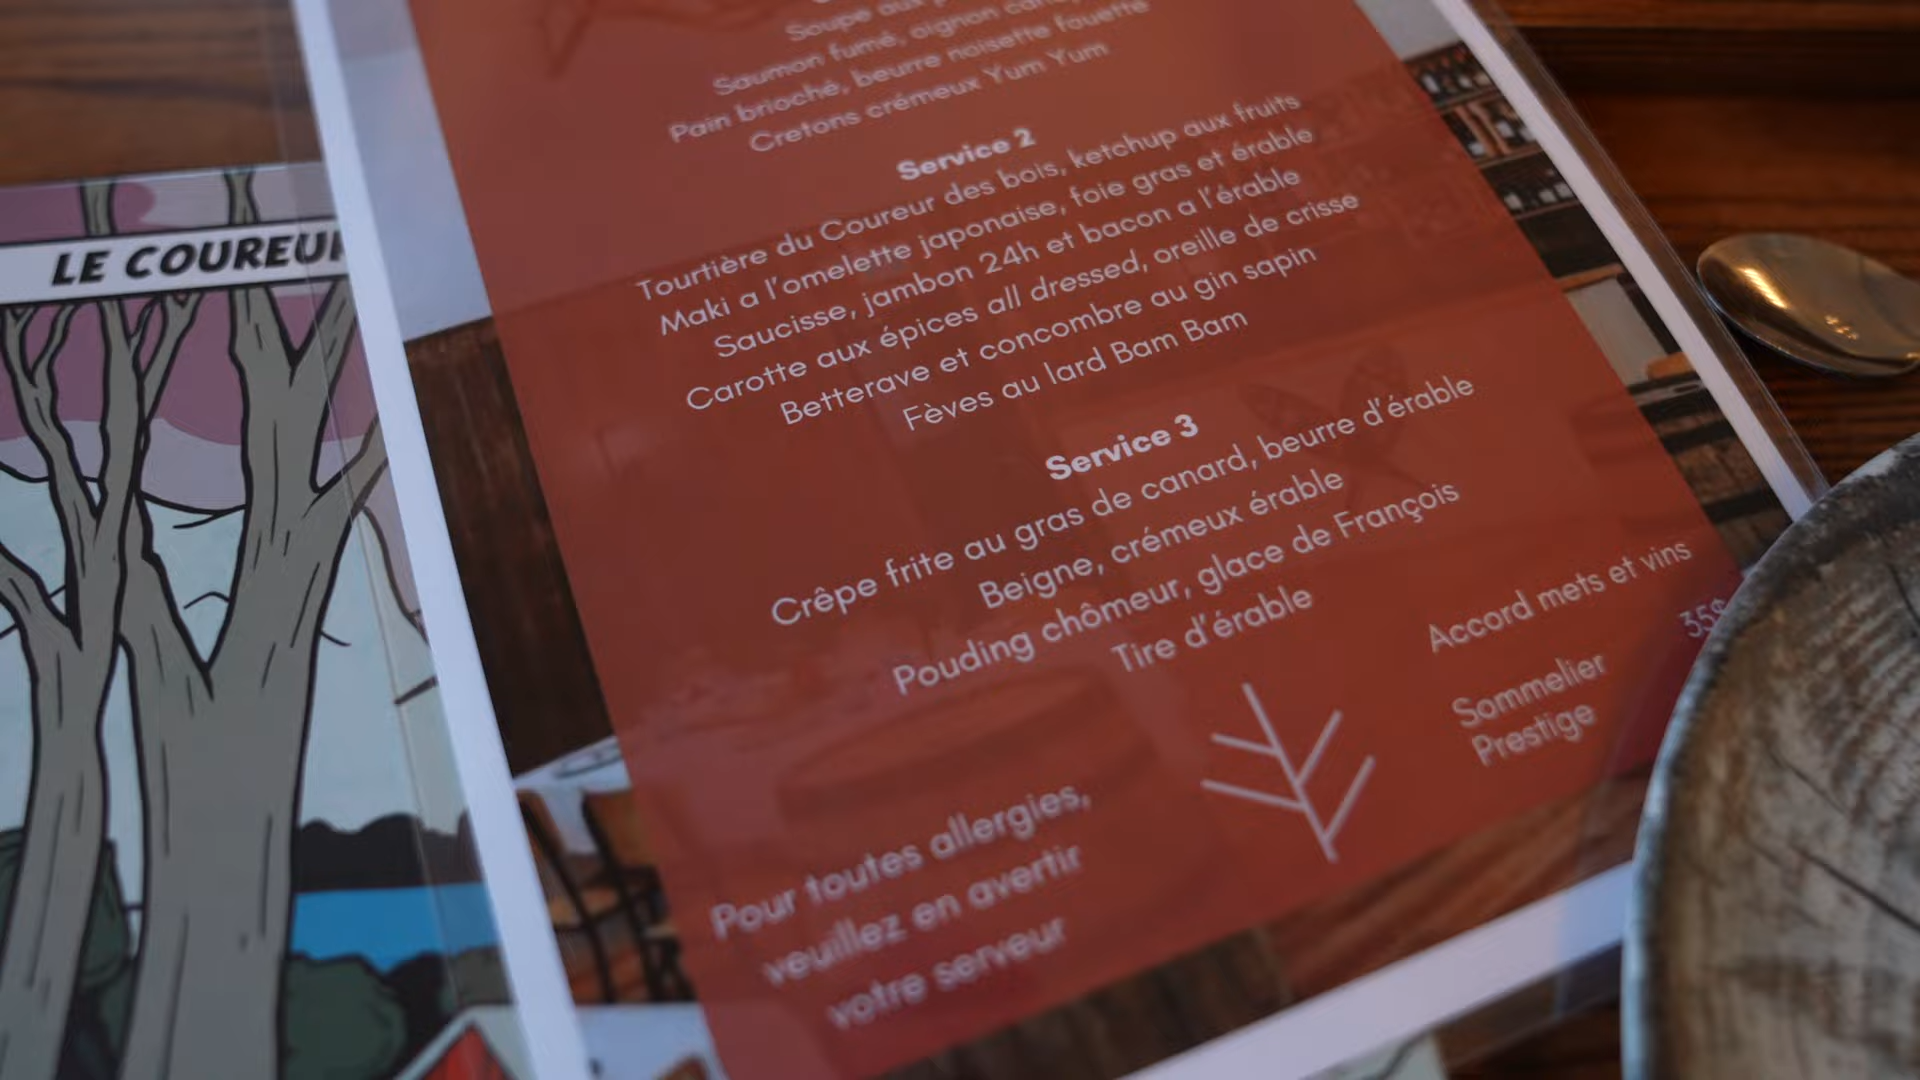 Soupe aux
Saumon fumé, oignon
Pain brioché, beurre noisette fouetté
Cretons crémeux Yum Yum
Service 2
Tourtière du Coureur des bois, ketchup aux fruits
Maki a l'omelette japonaise, foie gras et érable
Saucisse, jambon 24h et bacon a l'érable
Carotte aux épices all dressed, oreille de crisse
Betterave et concombre au gin sapin
Fèves au lard Bam Bam
Service 3
Crêpe frite au gras de canard, beurre d'érable
Beigne, crémeux érable
Pouding chômeur, glace de François
Tire d'érable
Accord mets et vins
35$
Sommelier
Prestige
Pour toutes allergies,
veuillez en avertir
votre serveur
LE COUREUR